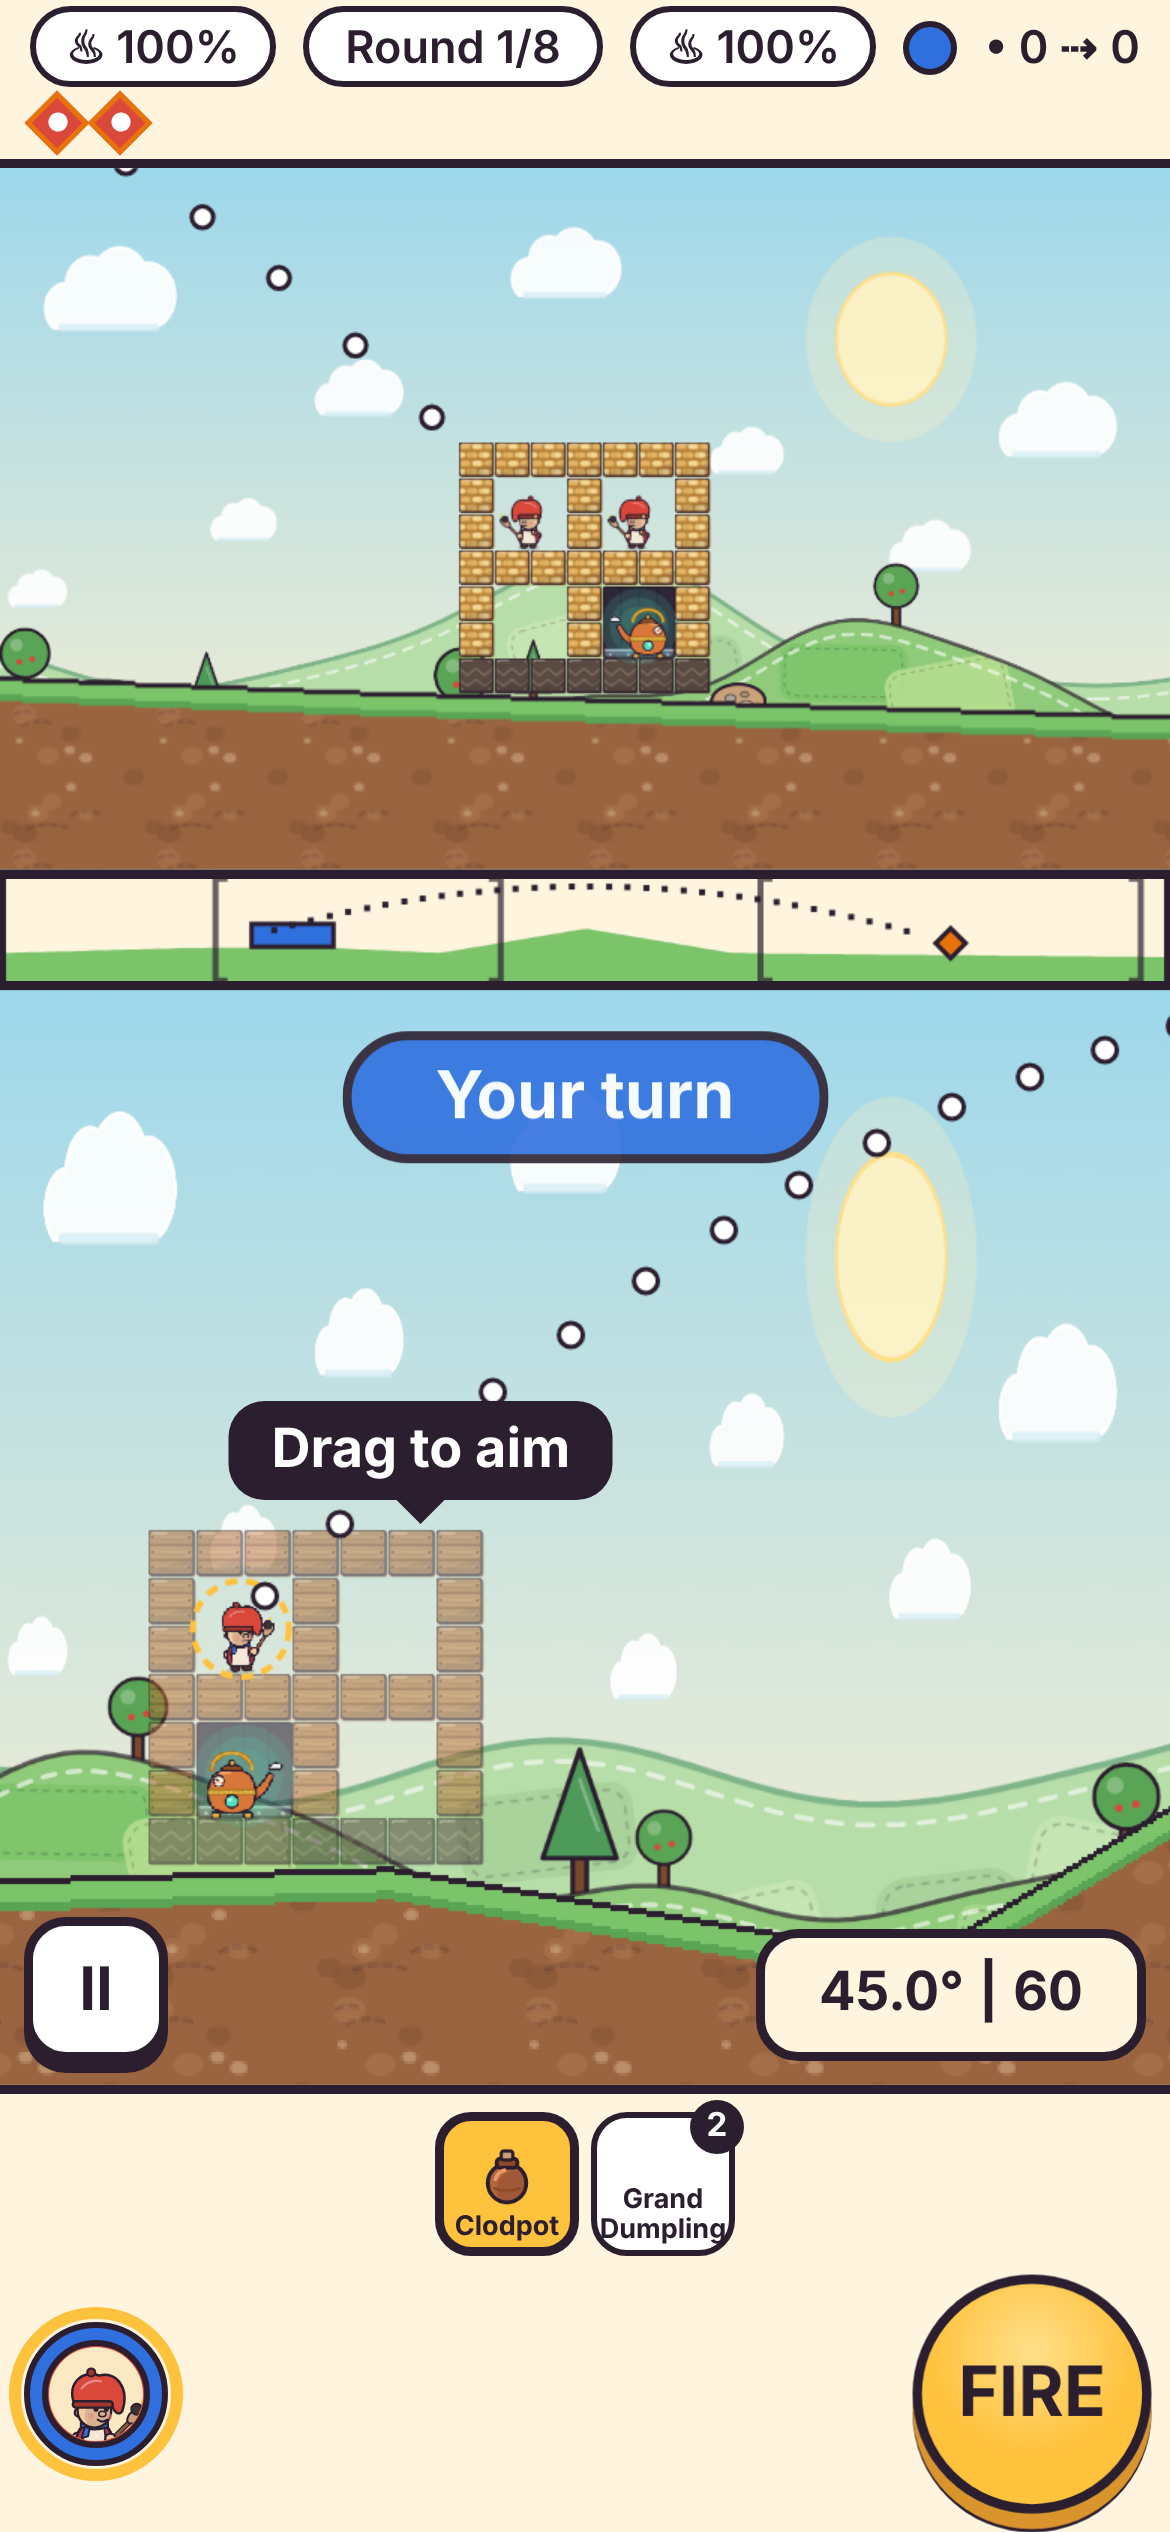 ♨ 100%
Round 1/8
♨ 100%
• 0 ⇢ 0
Your turn
Drag to aim
45.0° | 60
2
Clodpot
Grand
Dumpling
FIRE